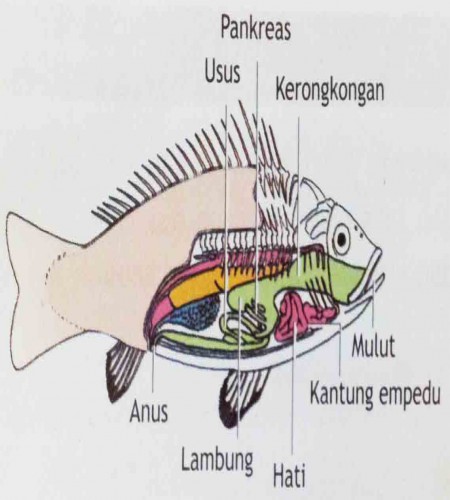 Pankreas
Usus
Kerongkongan
Mulut
Kantung empedu
Anus
Lambung
Hati